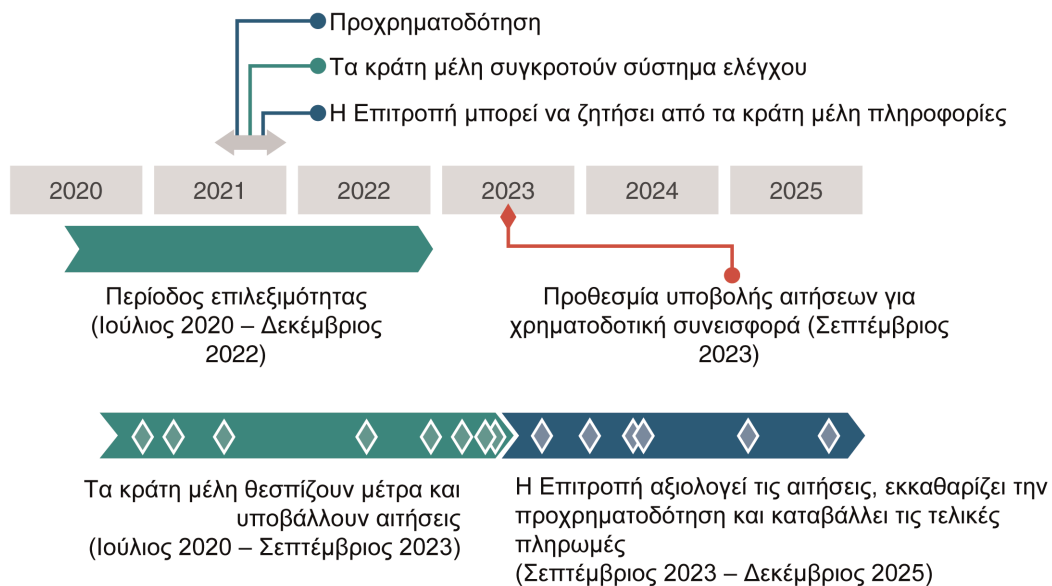 Προχρηματοδότηση
Τα κράτη μέλη συγκροτούν σύστημα ελέγχου
Η Επιτροπή μπορεί να ζητήσει από τα κράτη μέλη πληροφορίες
2020 2021 2022 2023 2024 2025
Περίοδος επιλεξιμότητας
(Ιούλιος 2020 – Δεκέμβριος
2022)
Προθεσμία υποβολής αιτήσεων για
χρηματοδοτική συνεισφορά (Σεπτέμβριος
2023)
Τα κράτη μέλη θεσπίζουν μέτρα και
υποβάλλουν αιτήσεις
(Ιούλιος 2020 – Σεπτέμβριος 2023)
Η Επιτροπή αξιολογεί τις αιτήσεις, εκκαθαρίζει την
προχρηματοδότηση και καταβάλλει τις τελικές
πληρωμές
(Σεπτέμβριος 2023 – Δεκέμβριος 2025)